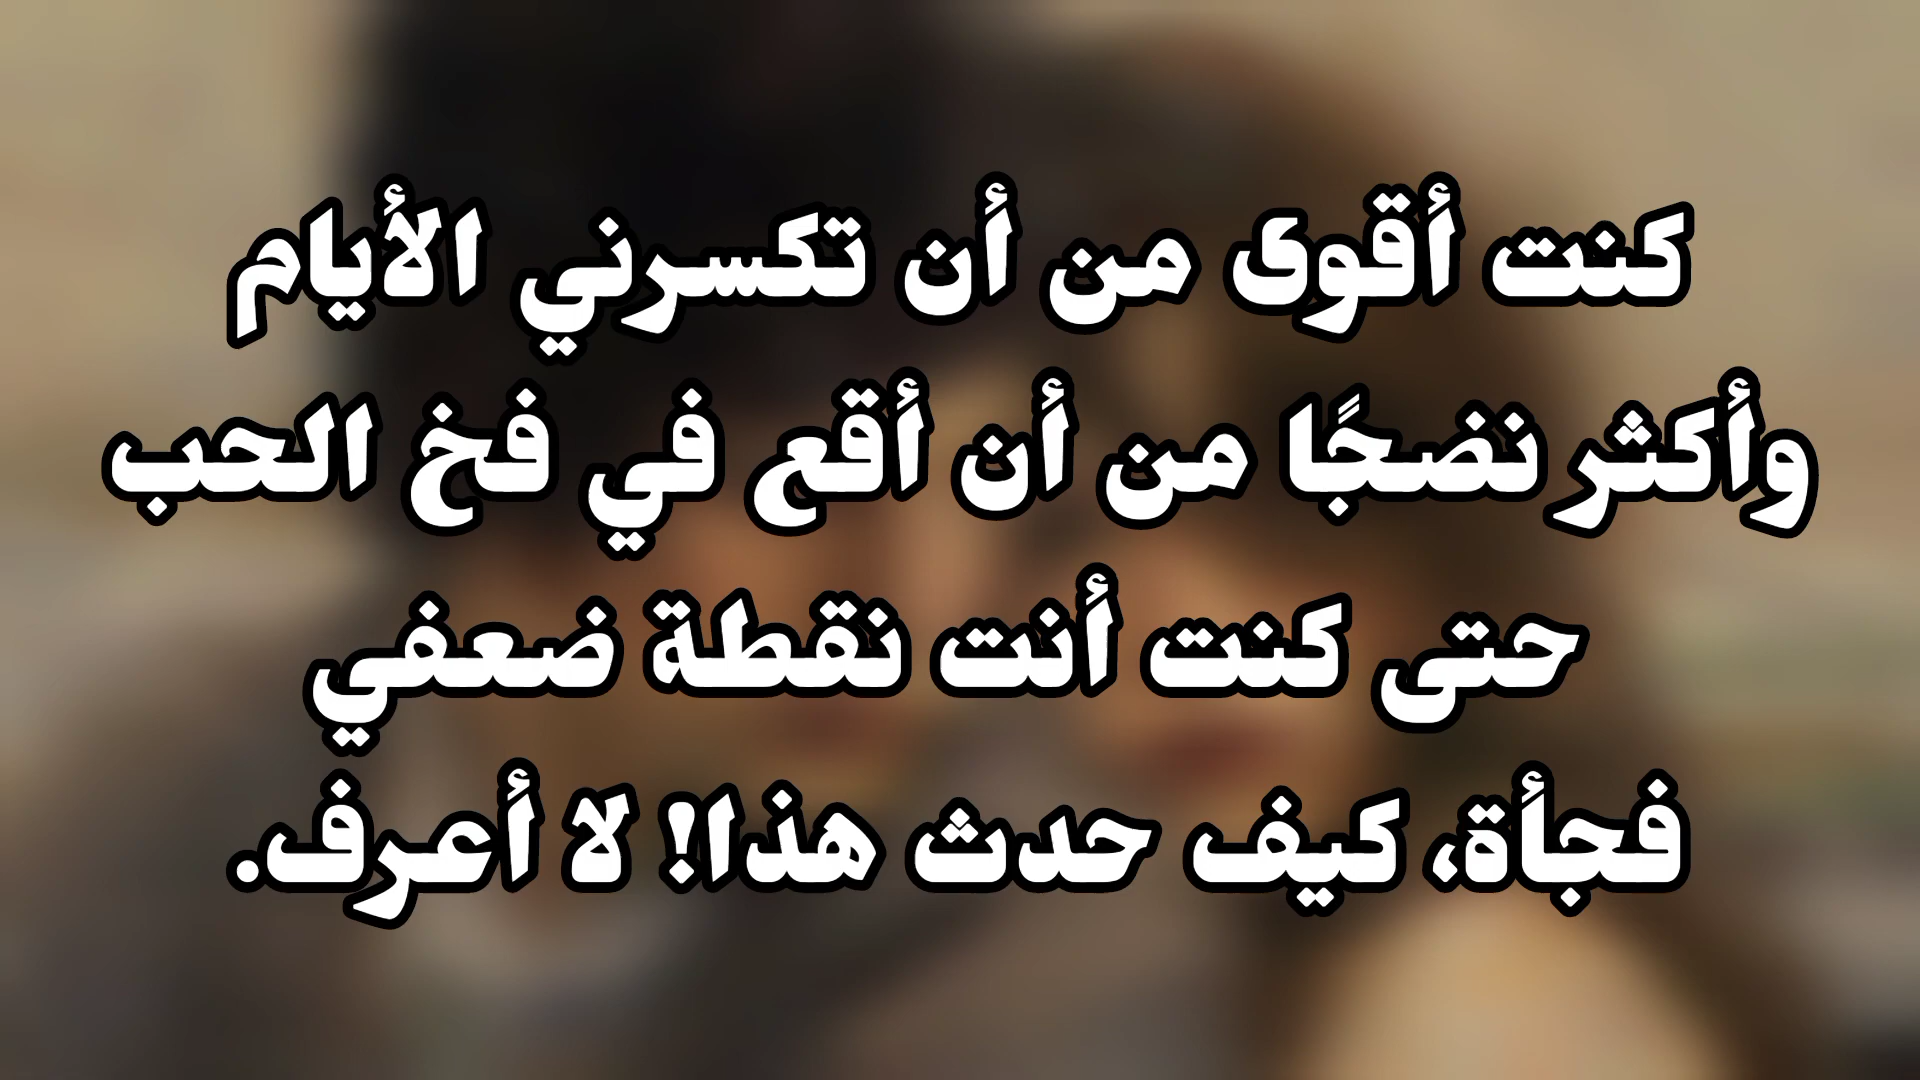 كنت أقوى من أن تكسرني الأيام
وأكثر نضجًا من أن أقع في فخ الحب
حتى كنت أنت نقطة ضعفي
فجأة، كيف حدث هذا! لا أعرف.